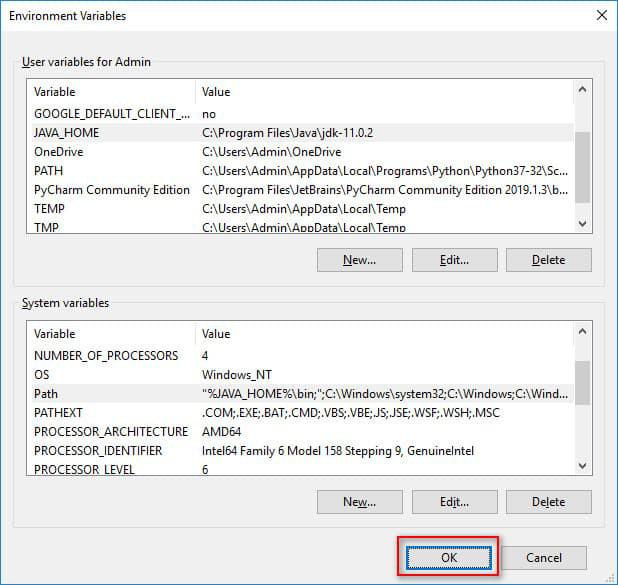 Environment Variables
User variables for Admin
Variable Value
GOOGLE_DEFAULT_CLIENT_... no
JAVA_HOME C:\Program Files\Java\jdk-11.0.2
OneDrive C:\Users\Admin\OneDrive
PATH C:\Users\Admin\AppData\Local\Programs\Python\Python37-32\Sc...
PyCharm Community Edition C:\Program Files\JetBrains\PyCharm Community Edition 2019.1.3\b...
TEMP C:\Users\Admin\AppData\Local\Temp
TMP C:\Users\Admin\AppData\Local\Temp
New... Edit... Delete
System variables
Variable Value
NUMBER_OF_PROCESSORS 4
OS Windows_NT
Path "%JAVA_HOME%\bin;";C:\Windows\system32;C:\Windows;C:\Wind...
PATHEXT .COM;.EXE;.BAT;.CMD;.VBS;.VBE;.JS;.JSE;.WSF;.WSH;.MSC
PROCESSOR_ARCHITECTURE AMD64
PROCESSOR_IDENTIFIER Intel64 Family 6 Model 158 Stepping 9, GenuineIntel
PROCESSOR_LEVEL 6
New... Edit... Delete
OK Cancel